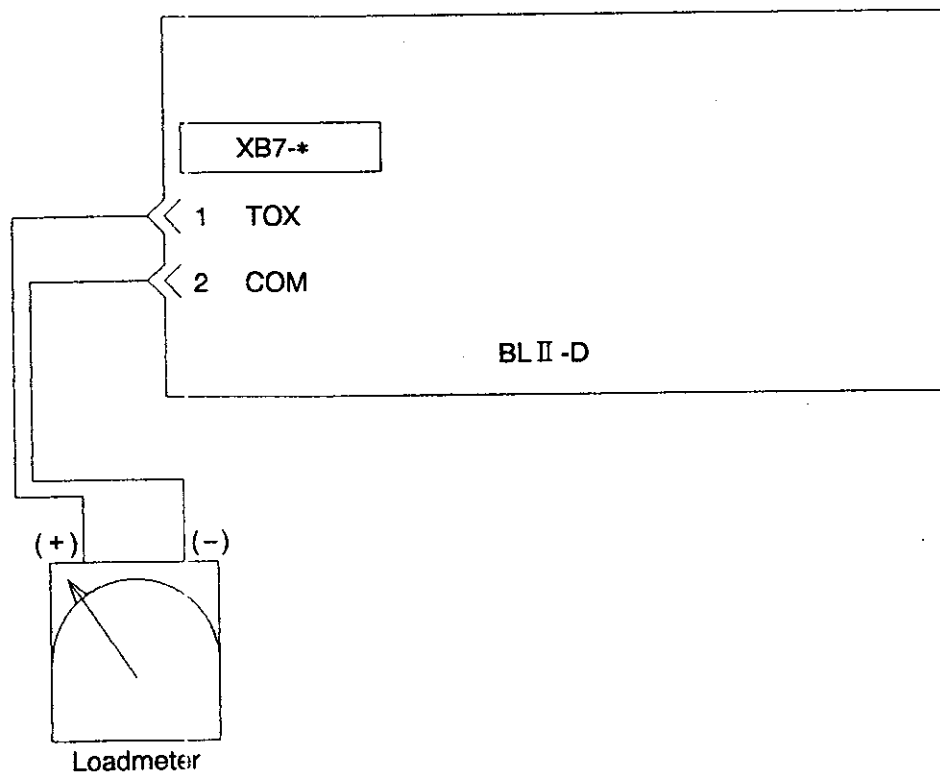 XB7-*
1 TOX
2 COM
BL II -D
(+) (-)
Loadmeter